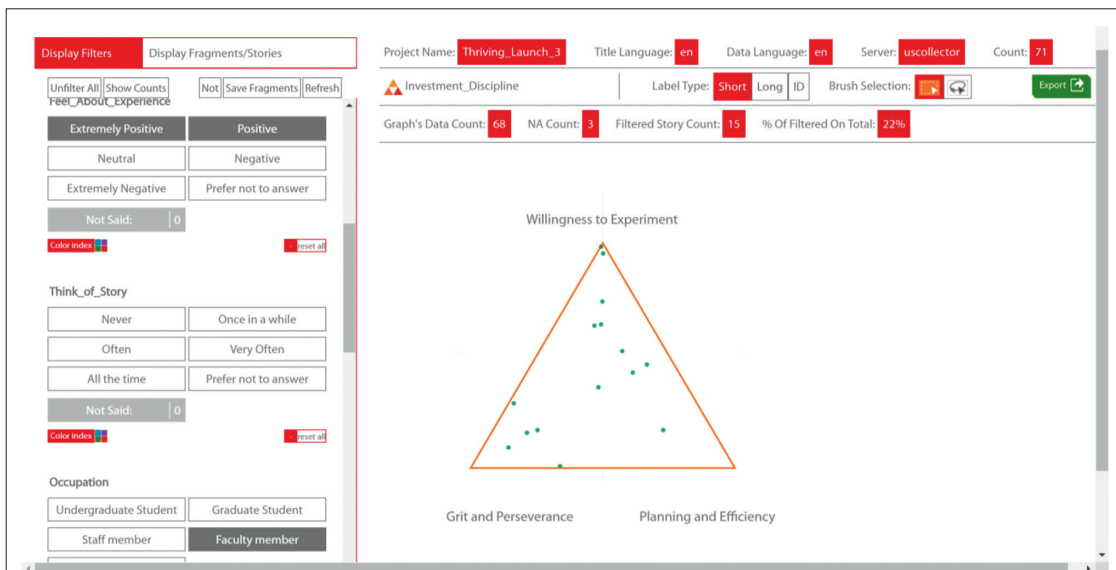 Display Filters Display Fragments/Stories
Unfilter All Show Counts Not Save Fragments Refresh
Feel_About_Experience
Extremely Positive Positive
Neutral Negative
Extremely Negative Prefer not to answer
Not Said: 0
Color index - reset all
Think_of_Story
Never Once in a while
Often Very Often
All the time Prefer not to answer
Not Said: 0
Color index - reset all
Occupation
Undergraduate Student Graduate Student
Staff member Faculty member
Project Name: Thriving_Launch_3 Title Language: en Data Language: en Server: uscollector Count: 71
Investment_Discipline Label Type: Short Long ID Brush Selection: Export
Graph's Data Count: 68 NA Count: 3 Filtered Story Count: 15 % Of Filtered On Total: 22%
Willingness to Experiment
Grit and Perseverance Planning and Efficiency